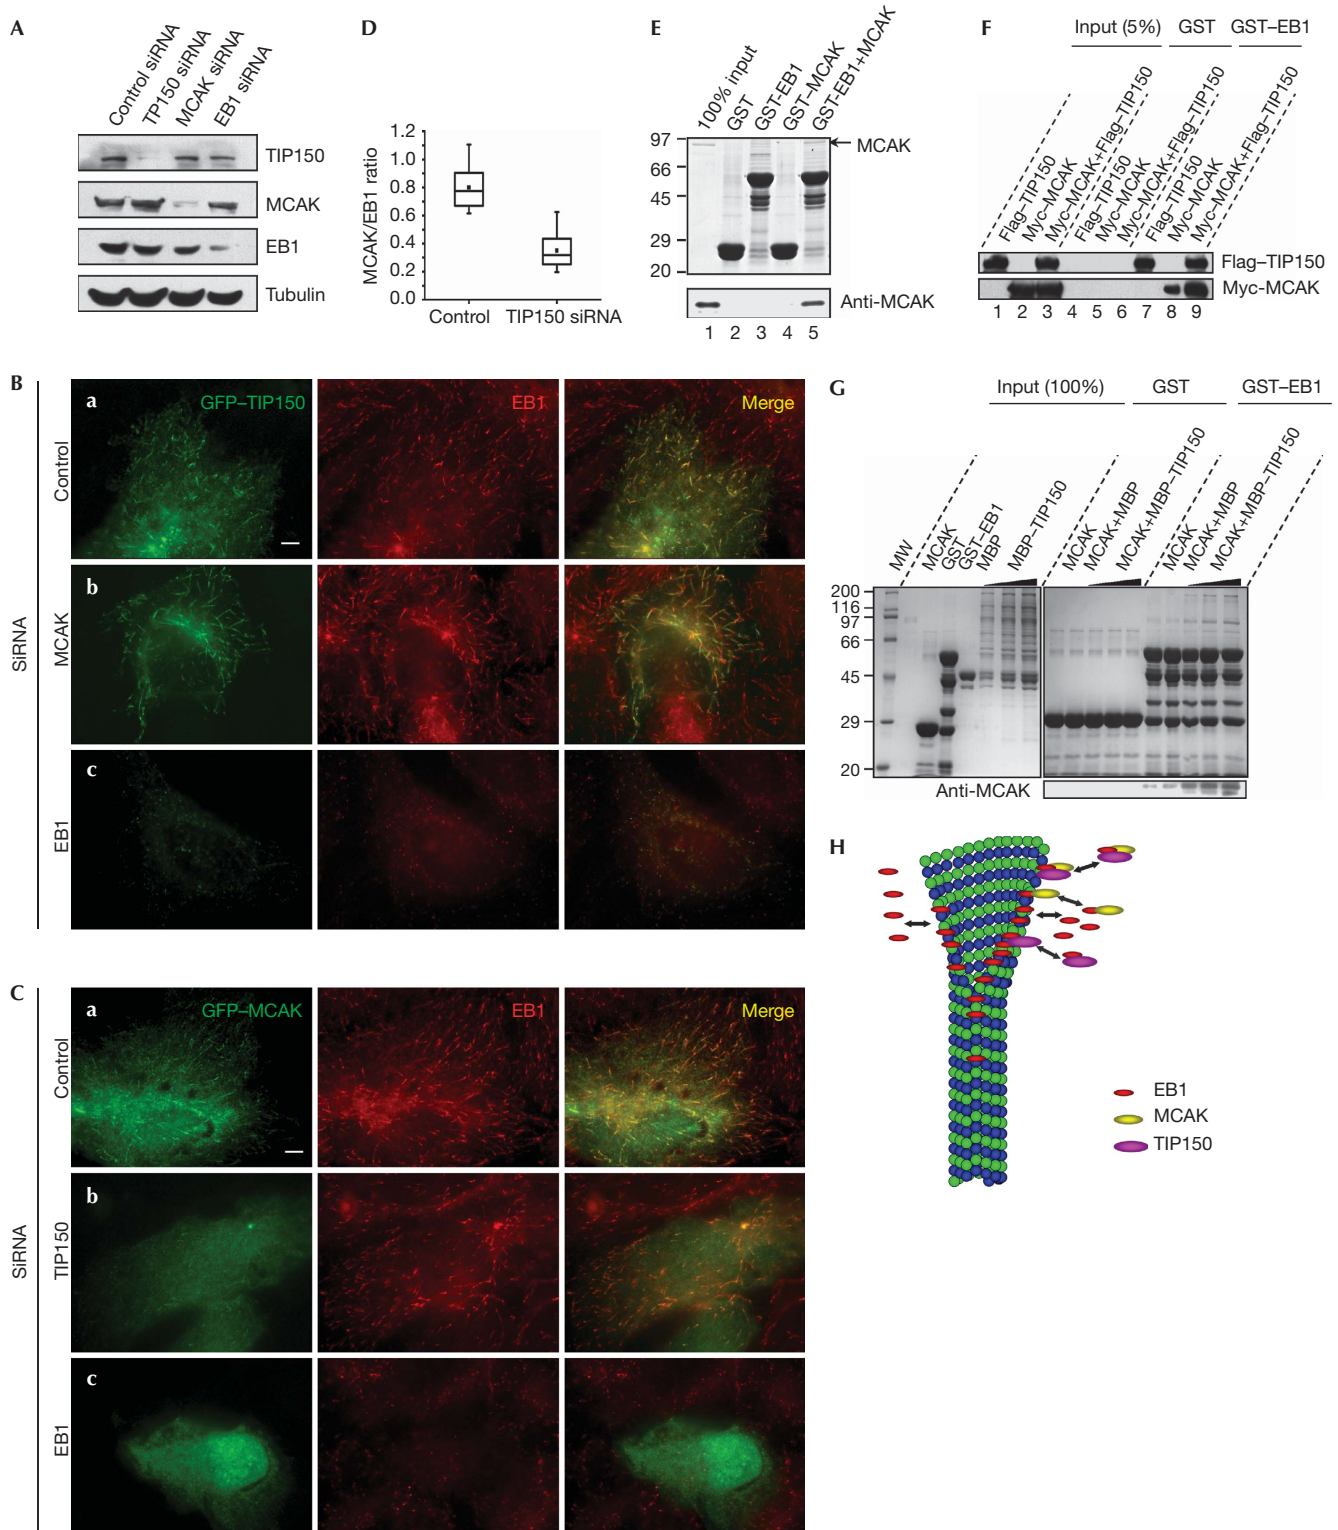 A
Control siRNA
TP150 siRNA
MCAK siRNA
EB1 siRNA
TIP150
MCAK
EB1
Tubulin
D
MCAK/EB1 ratio
1.2
1.0
0.8
0.6
0.4
0.2
0.0
Control
TIP150 siRNA
E
100% input
GST
GST-EB1
GST–MCAK
GST-EB1+MCAK
97
66
45
29
20
MCAK
Anti-MCAK
1 2 3 4 5
F
Input (5%)
GST
GST–EB1
Flag–TIP150
Myc–MCAK
Myc–MCAK+Flag–TIP150
Flag–TIP150
Myc–MCAK
Myc–MCAK+Flag–TIP150
Flag–TIP150
Myc–MCAK
Myc–MCAK+Flag–TIP150
Flag–TIP150
Myc-MCAK
1 2 3 4 5 6 7 8 9
B
SiRNA
Control
a
GFP–TIP150
EB1
Merge
MCAK
b
EB1
c
G
Input (100%)
GST
GST–EB1
MW
MCAK
GST
GST–EB1
MBP
MBP–TIP150
MCAK
MCAK+MBP
MCAK+MBP–TIP150
MCAK
MCAK+MBP
MCAK+MBP–TIP150
200
116
97
66
45
29
20
Anti-MCAK
H
EB1
MCAK
TIP150
C
SiRNA
Control
a
GFP–MCAK
EB1
Merge
TIP150
b
EB1
c